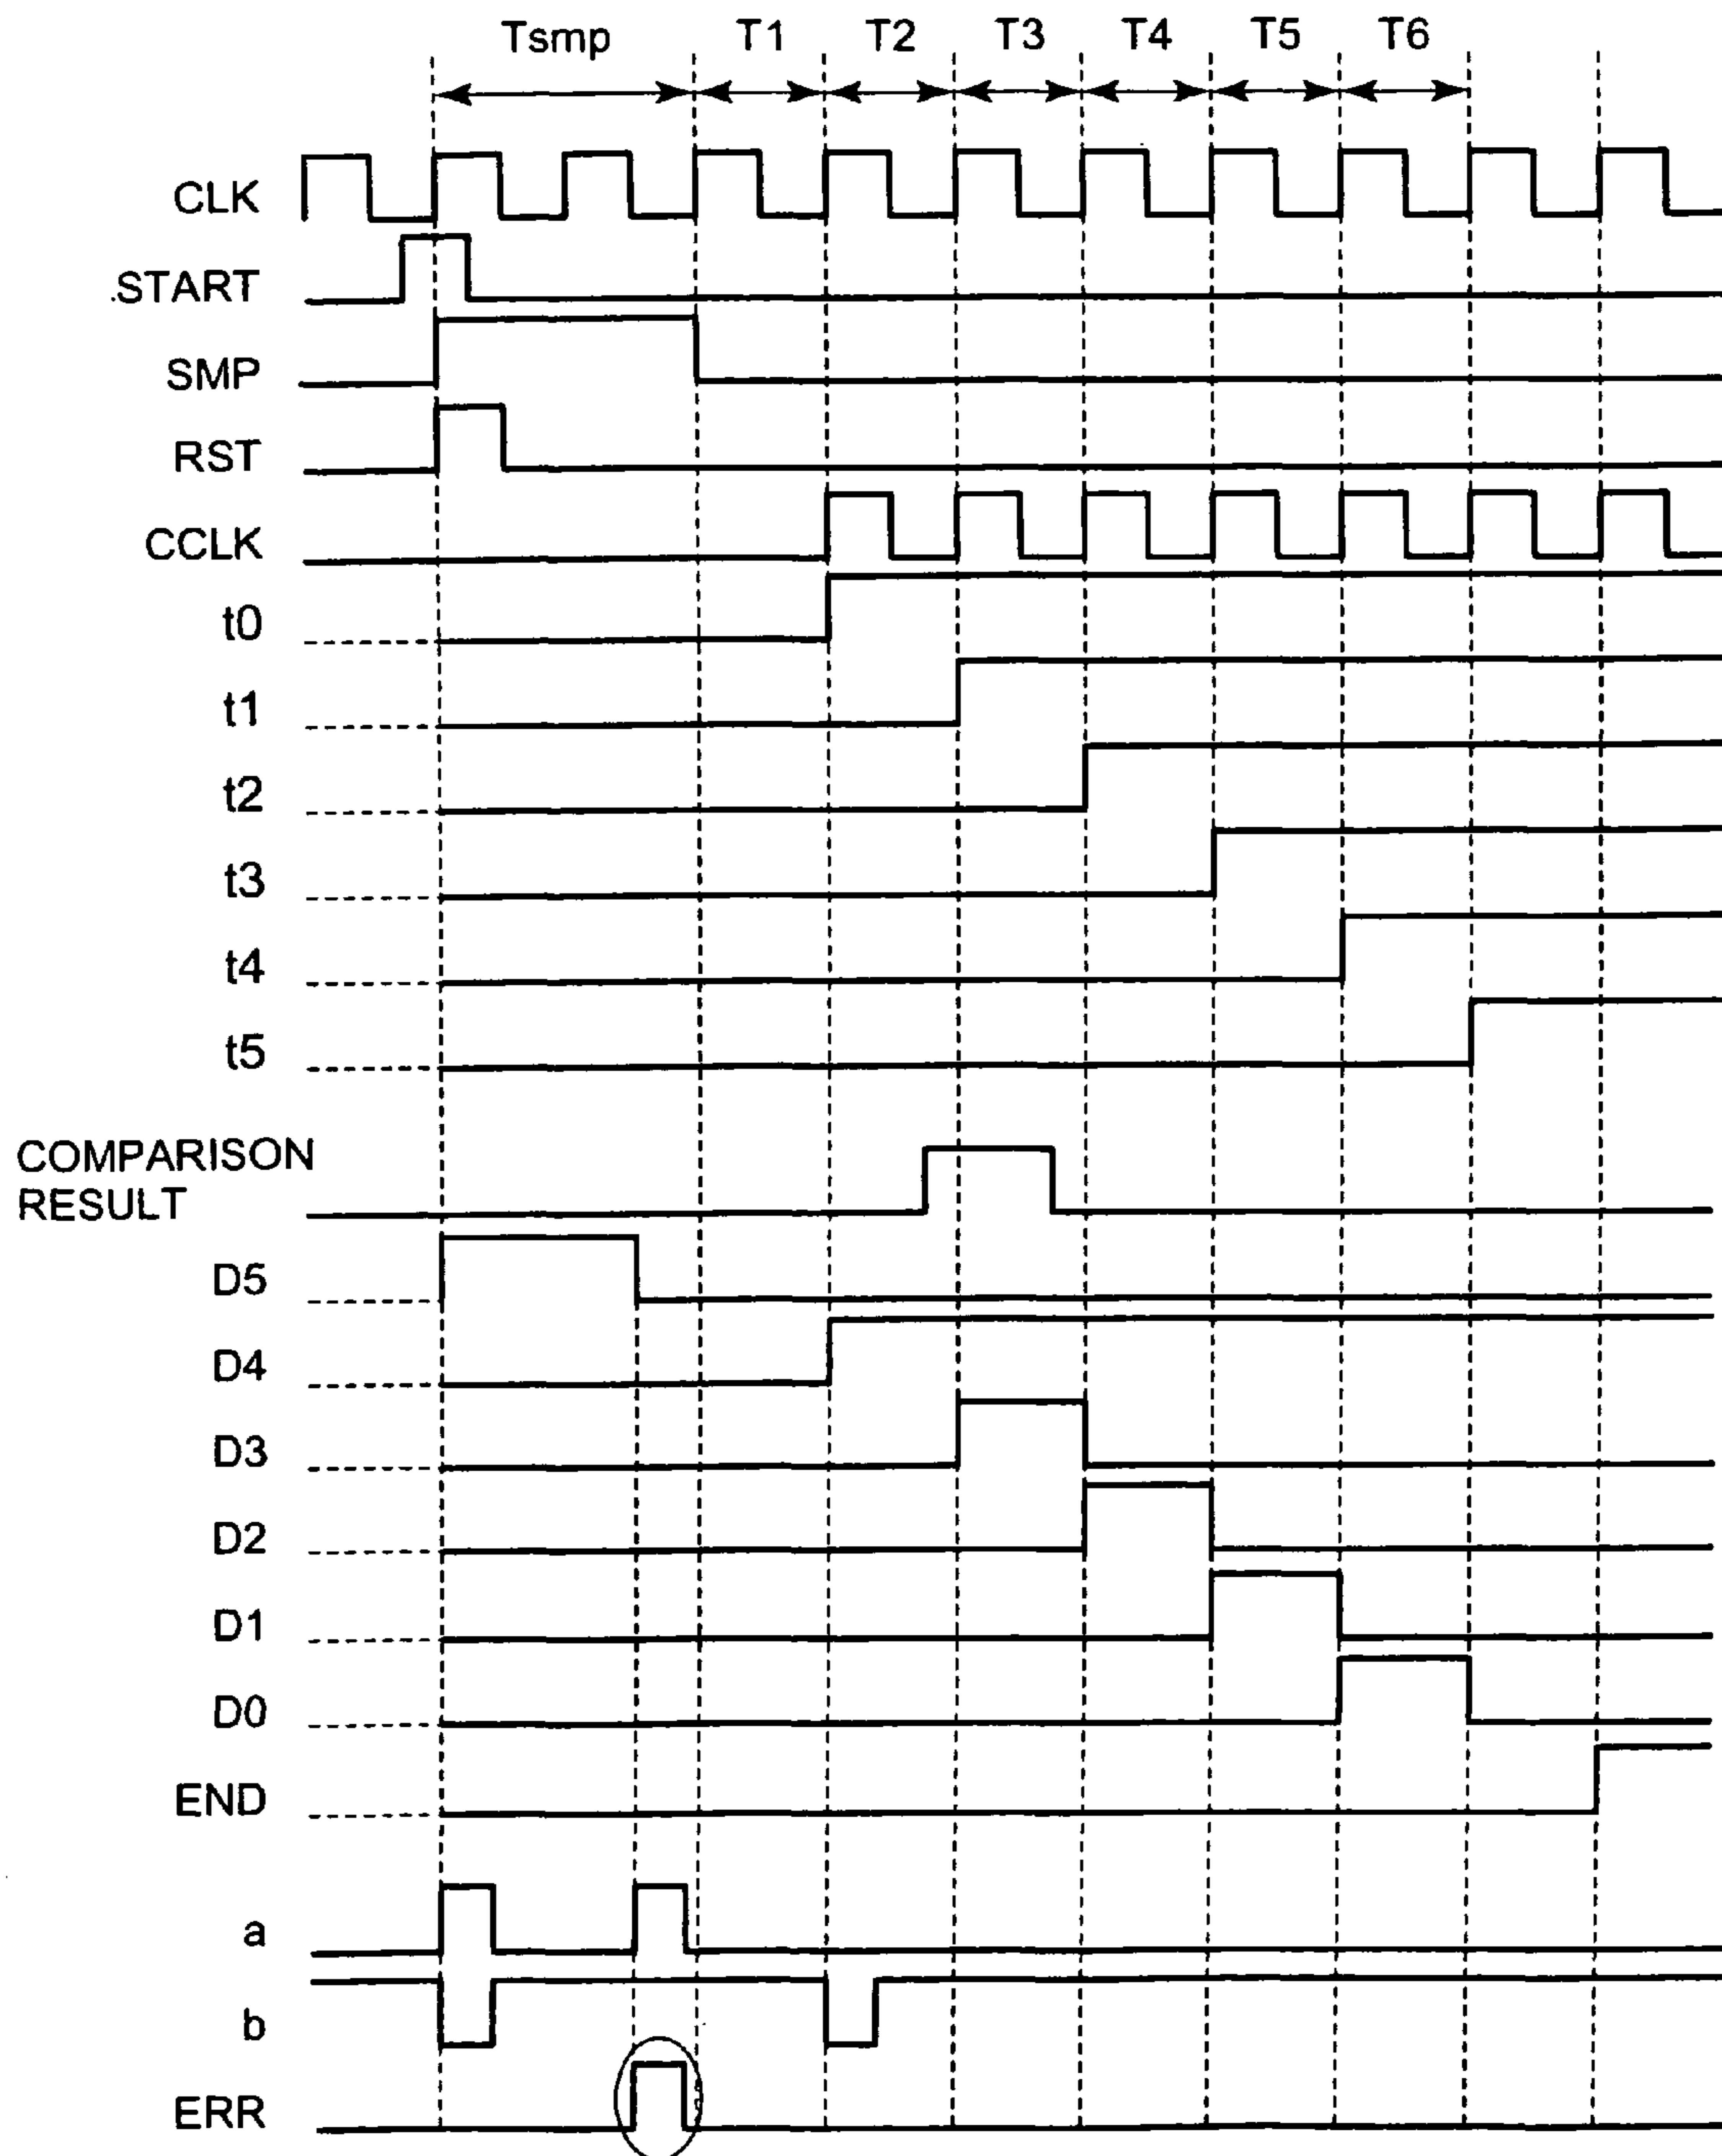 Tsmp T1 T2 T3 T4 T5 T6
CLK
START
SMP
RST
CCLK
t0
t1
t2
t3
t4
t5
COMPARISON
RESULT
D5
D4
D3
D2
D1
D0
END
a
b
ERR